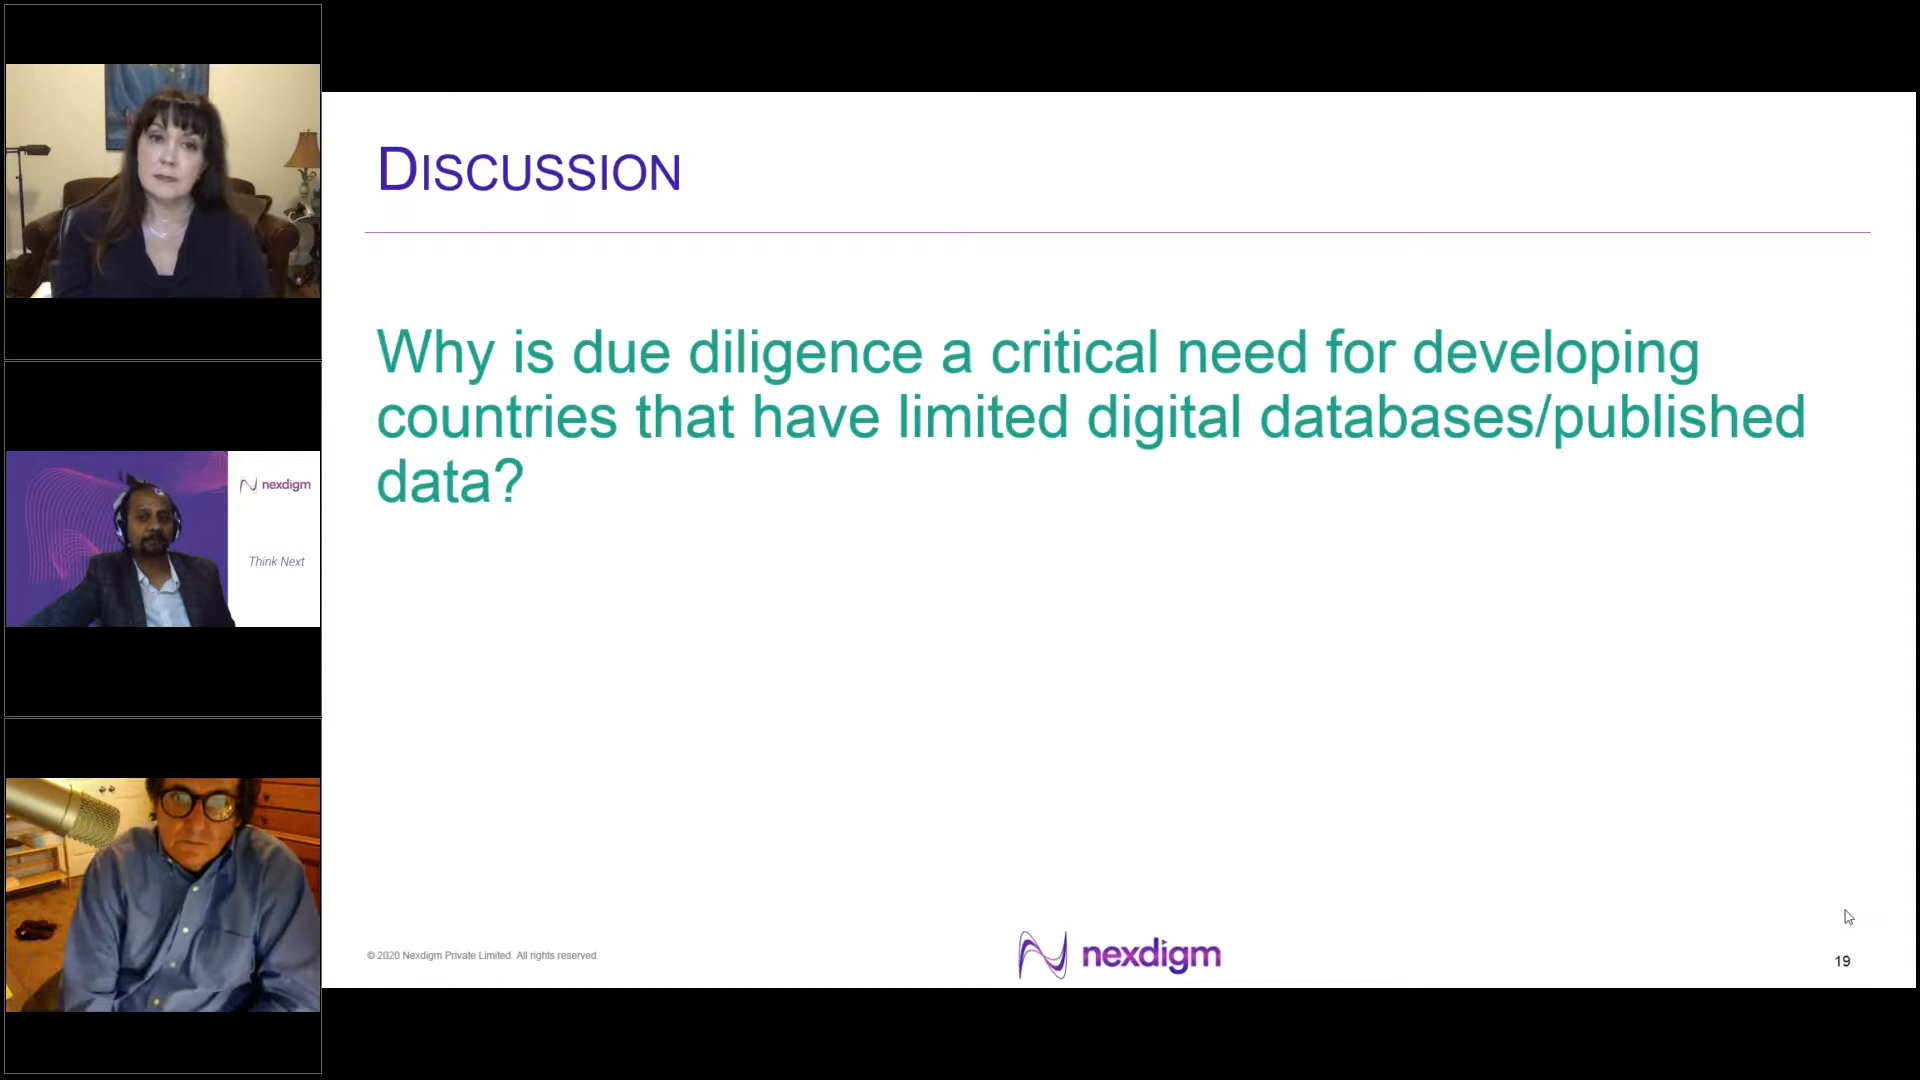 DISCUSSION
Why is due diligence a critical need for developing
countries that have limited digital databases/published
data?
© 2020 Nexdigm Private Limited. All rights reserved.
nexdigm
19
nexdigm
Think Next